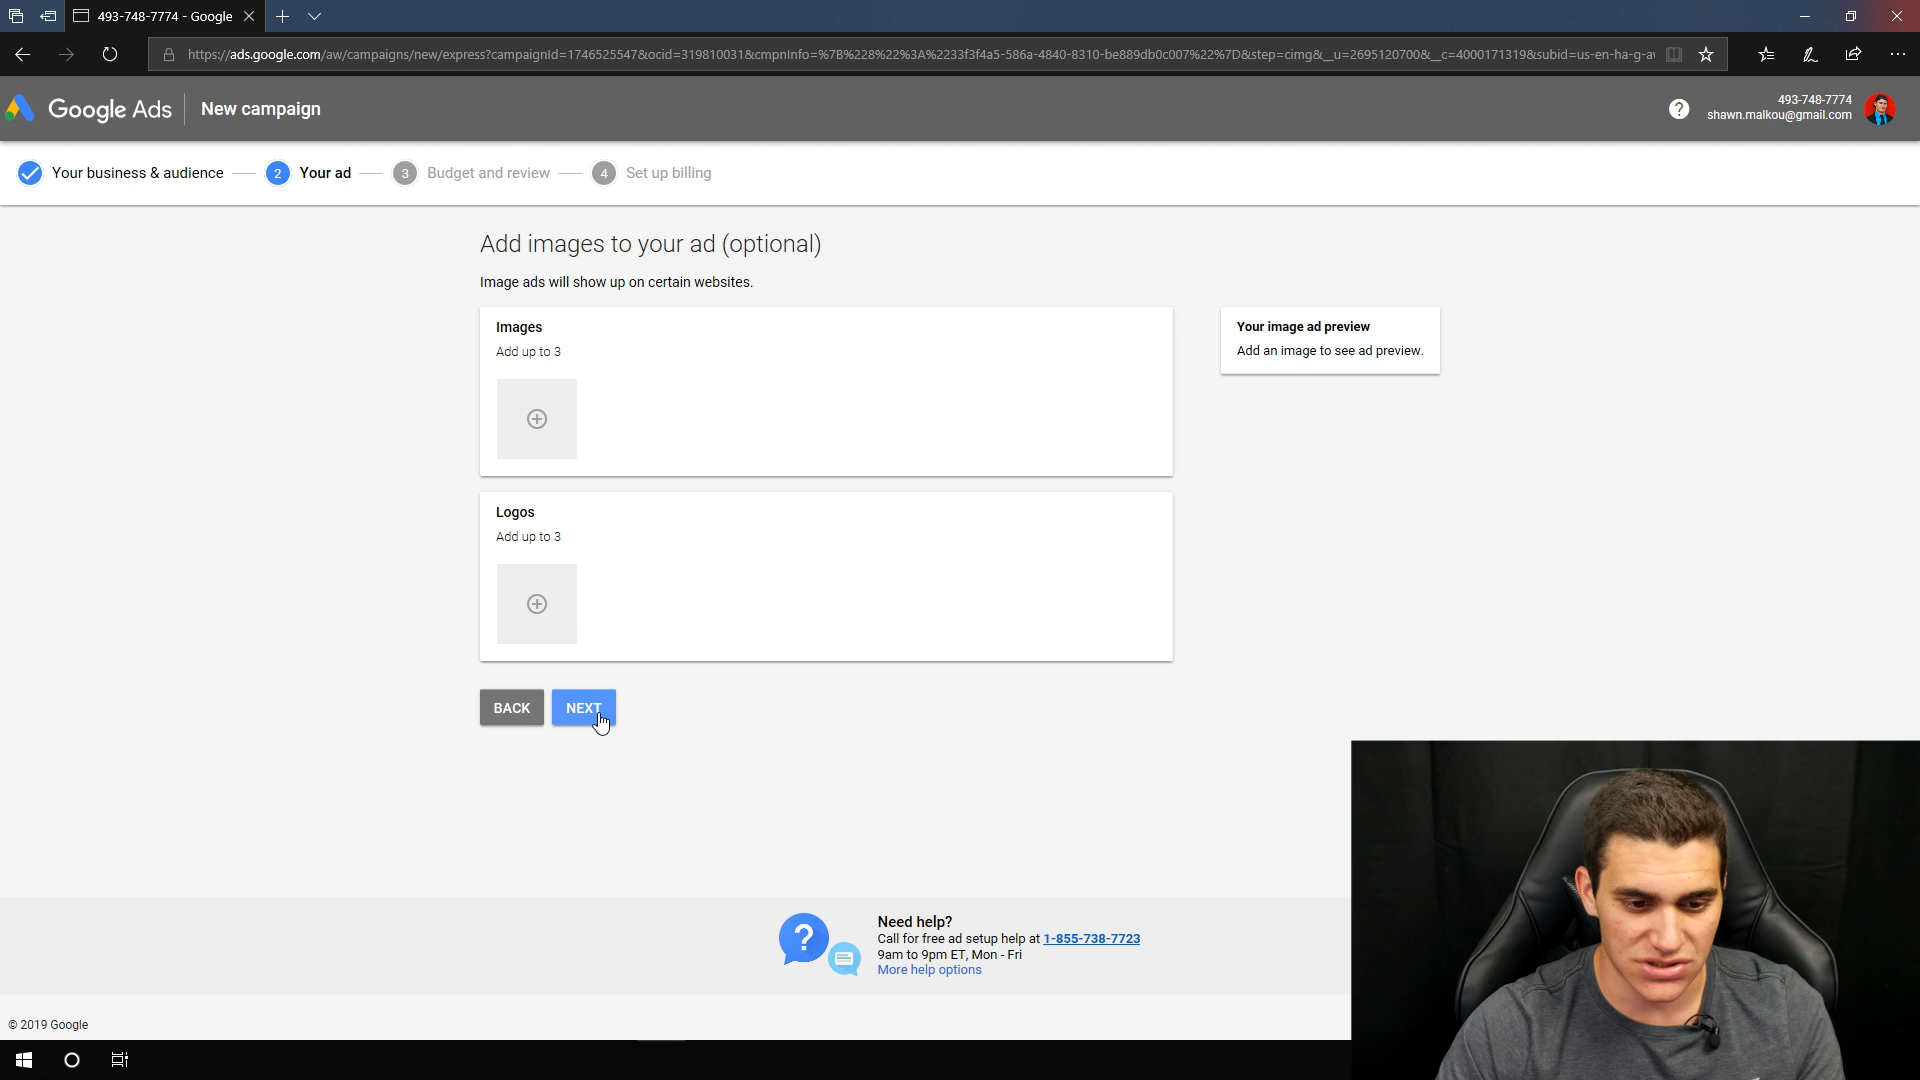 493-748-7774 - Google
https://ads.google.com/aw/campaigns/new/express?campaignId=1746525547&ocid=319810031&cmpnInfo=%7B%228%22%3A%2233f3f4a5-586a-4840-8310-be889db0c007%22%7D&step=cimg&__u=2695120700&__c=4000171319&subid=us-en-ha-g-a
Google Ads
New campaign
493-748-7774
shawn.malkou@gmail.com
Your business & audience
2 Your ad
3 Budget and review
4 Set up billing
Add images to your ad (optional)
Image ads will show up on certain websites.
Images
Add up to 3
Your image ad preview
Add an image to see ad preview.
Logos
Add up to 3
BACK
NEXT
Need help?
Call for free ad setup help at 1-855-738-7723
9am to 9pm ET, Mon - Fri
More help options
© 2019 Google